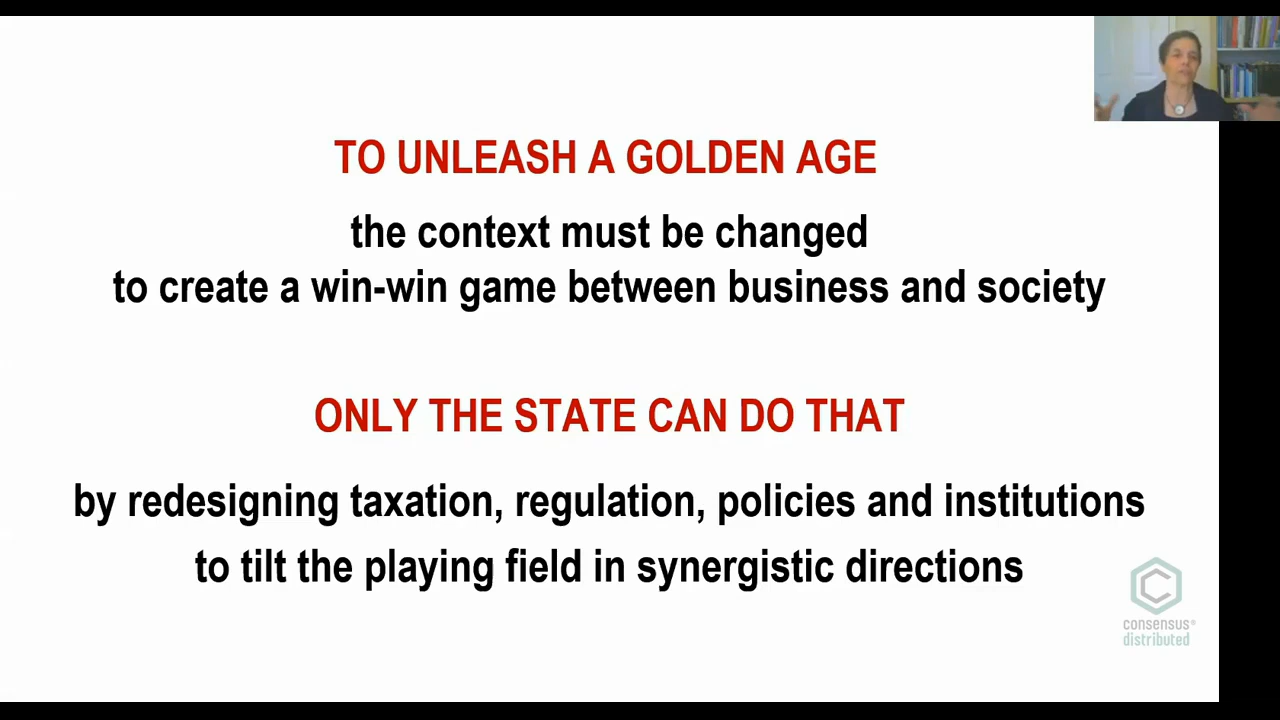 TO UNLEASH A GOLDEN AGE
the context must be changed
to create a win-win game between business and society
ONLY THE STATE CAN DO THAT
by redesigning taxation, regulation, policies and institutions
to tilt the playing field in synergistic directions
consensus®
distributed